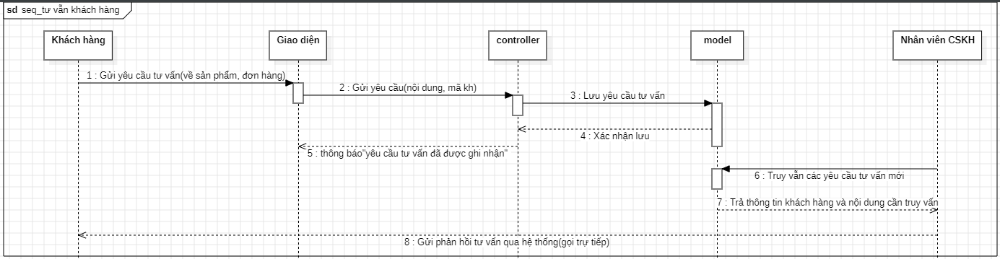 sd seq_tư vẫn khách hàng
Khách hàng
Giao diện
controller
model
Nhân viên CSKH
1 : Gửi yêu cầu tư vấn(về sản phẩm, đơn hàng)
2 : Gửi yêu cầu(nội dung, mã kh)
3 : Lưu yêu cầu tư vấn
4 : Xác nhận lưu
5 : thông báo"yêu cầu tư vấn đã được ghi nhận"
6 : Truy vẫn các yêu cầu tư vấn mới
7 : Trả thông tin khách hàng và nội dung cần truy vấn
8 : Gửi phản hồi tư vấn qua hệ thống(gọi trự tiếp)